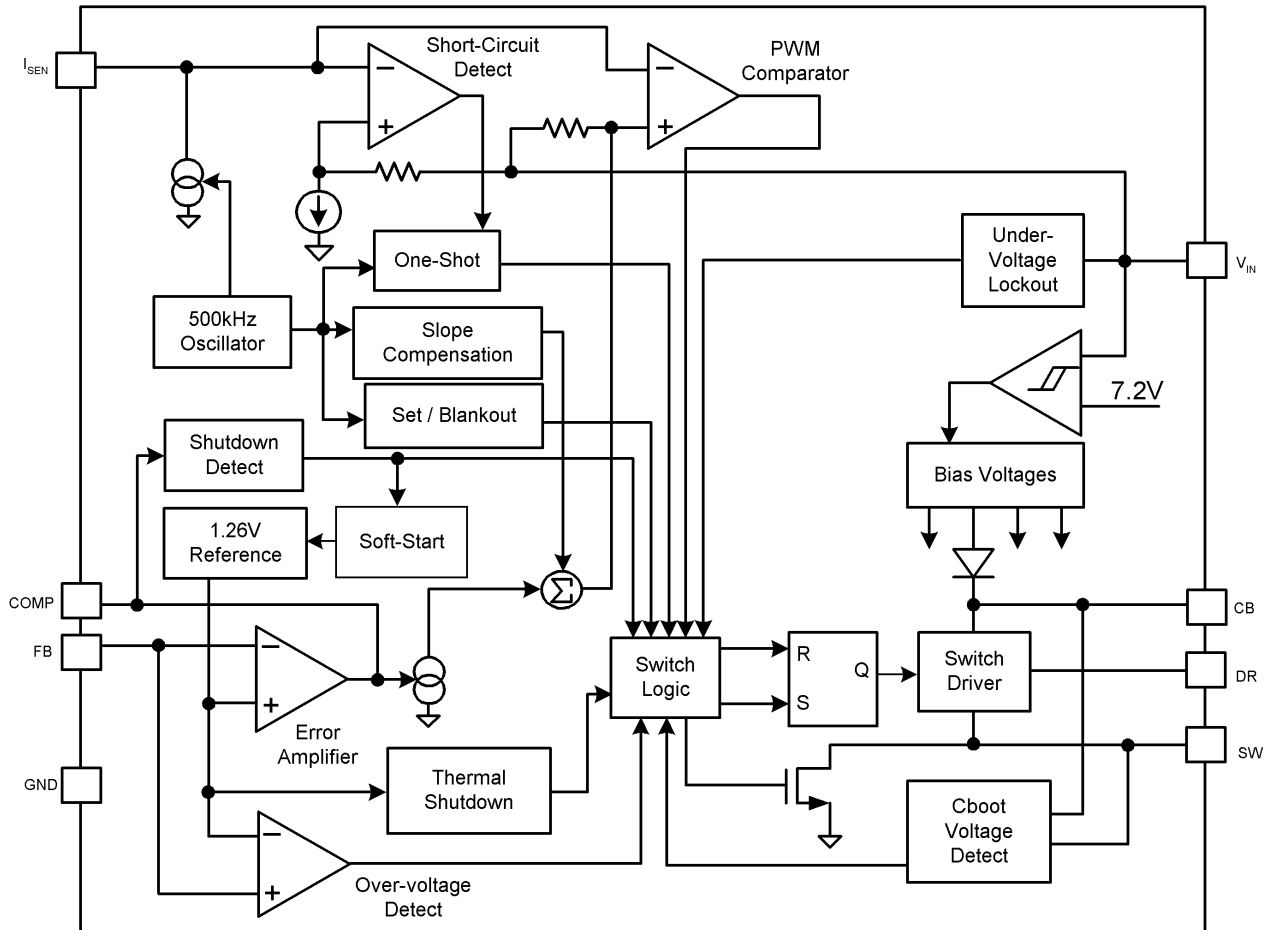 I_SEN
Short-Circuit
Detect
PWM
Comparator
−
+
−
+
One-Shot
Under-
Voltage
Lockout
V_IN
500kHz
Oscillator
Slope
Compensation
7.2V
Set / Blankout
Shutdown
Detect
Bias Voltages
1.26V
Reference
Soft-Start
Σ
COMP
CB
FB
−
+
Error
Amplifier
Switch
Logic
R
S
Q
Switch
Driver
DR
SW
GND
Thermal
Shutdown
Cboot
Voltage
Detect
−
+
Over-voltage
Detect